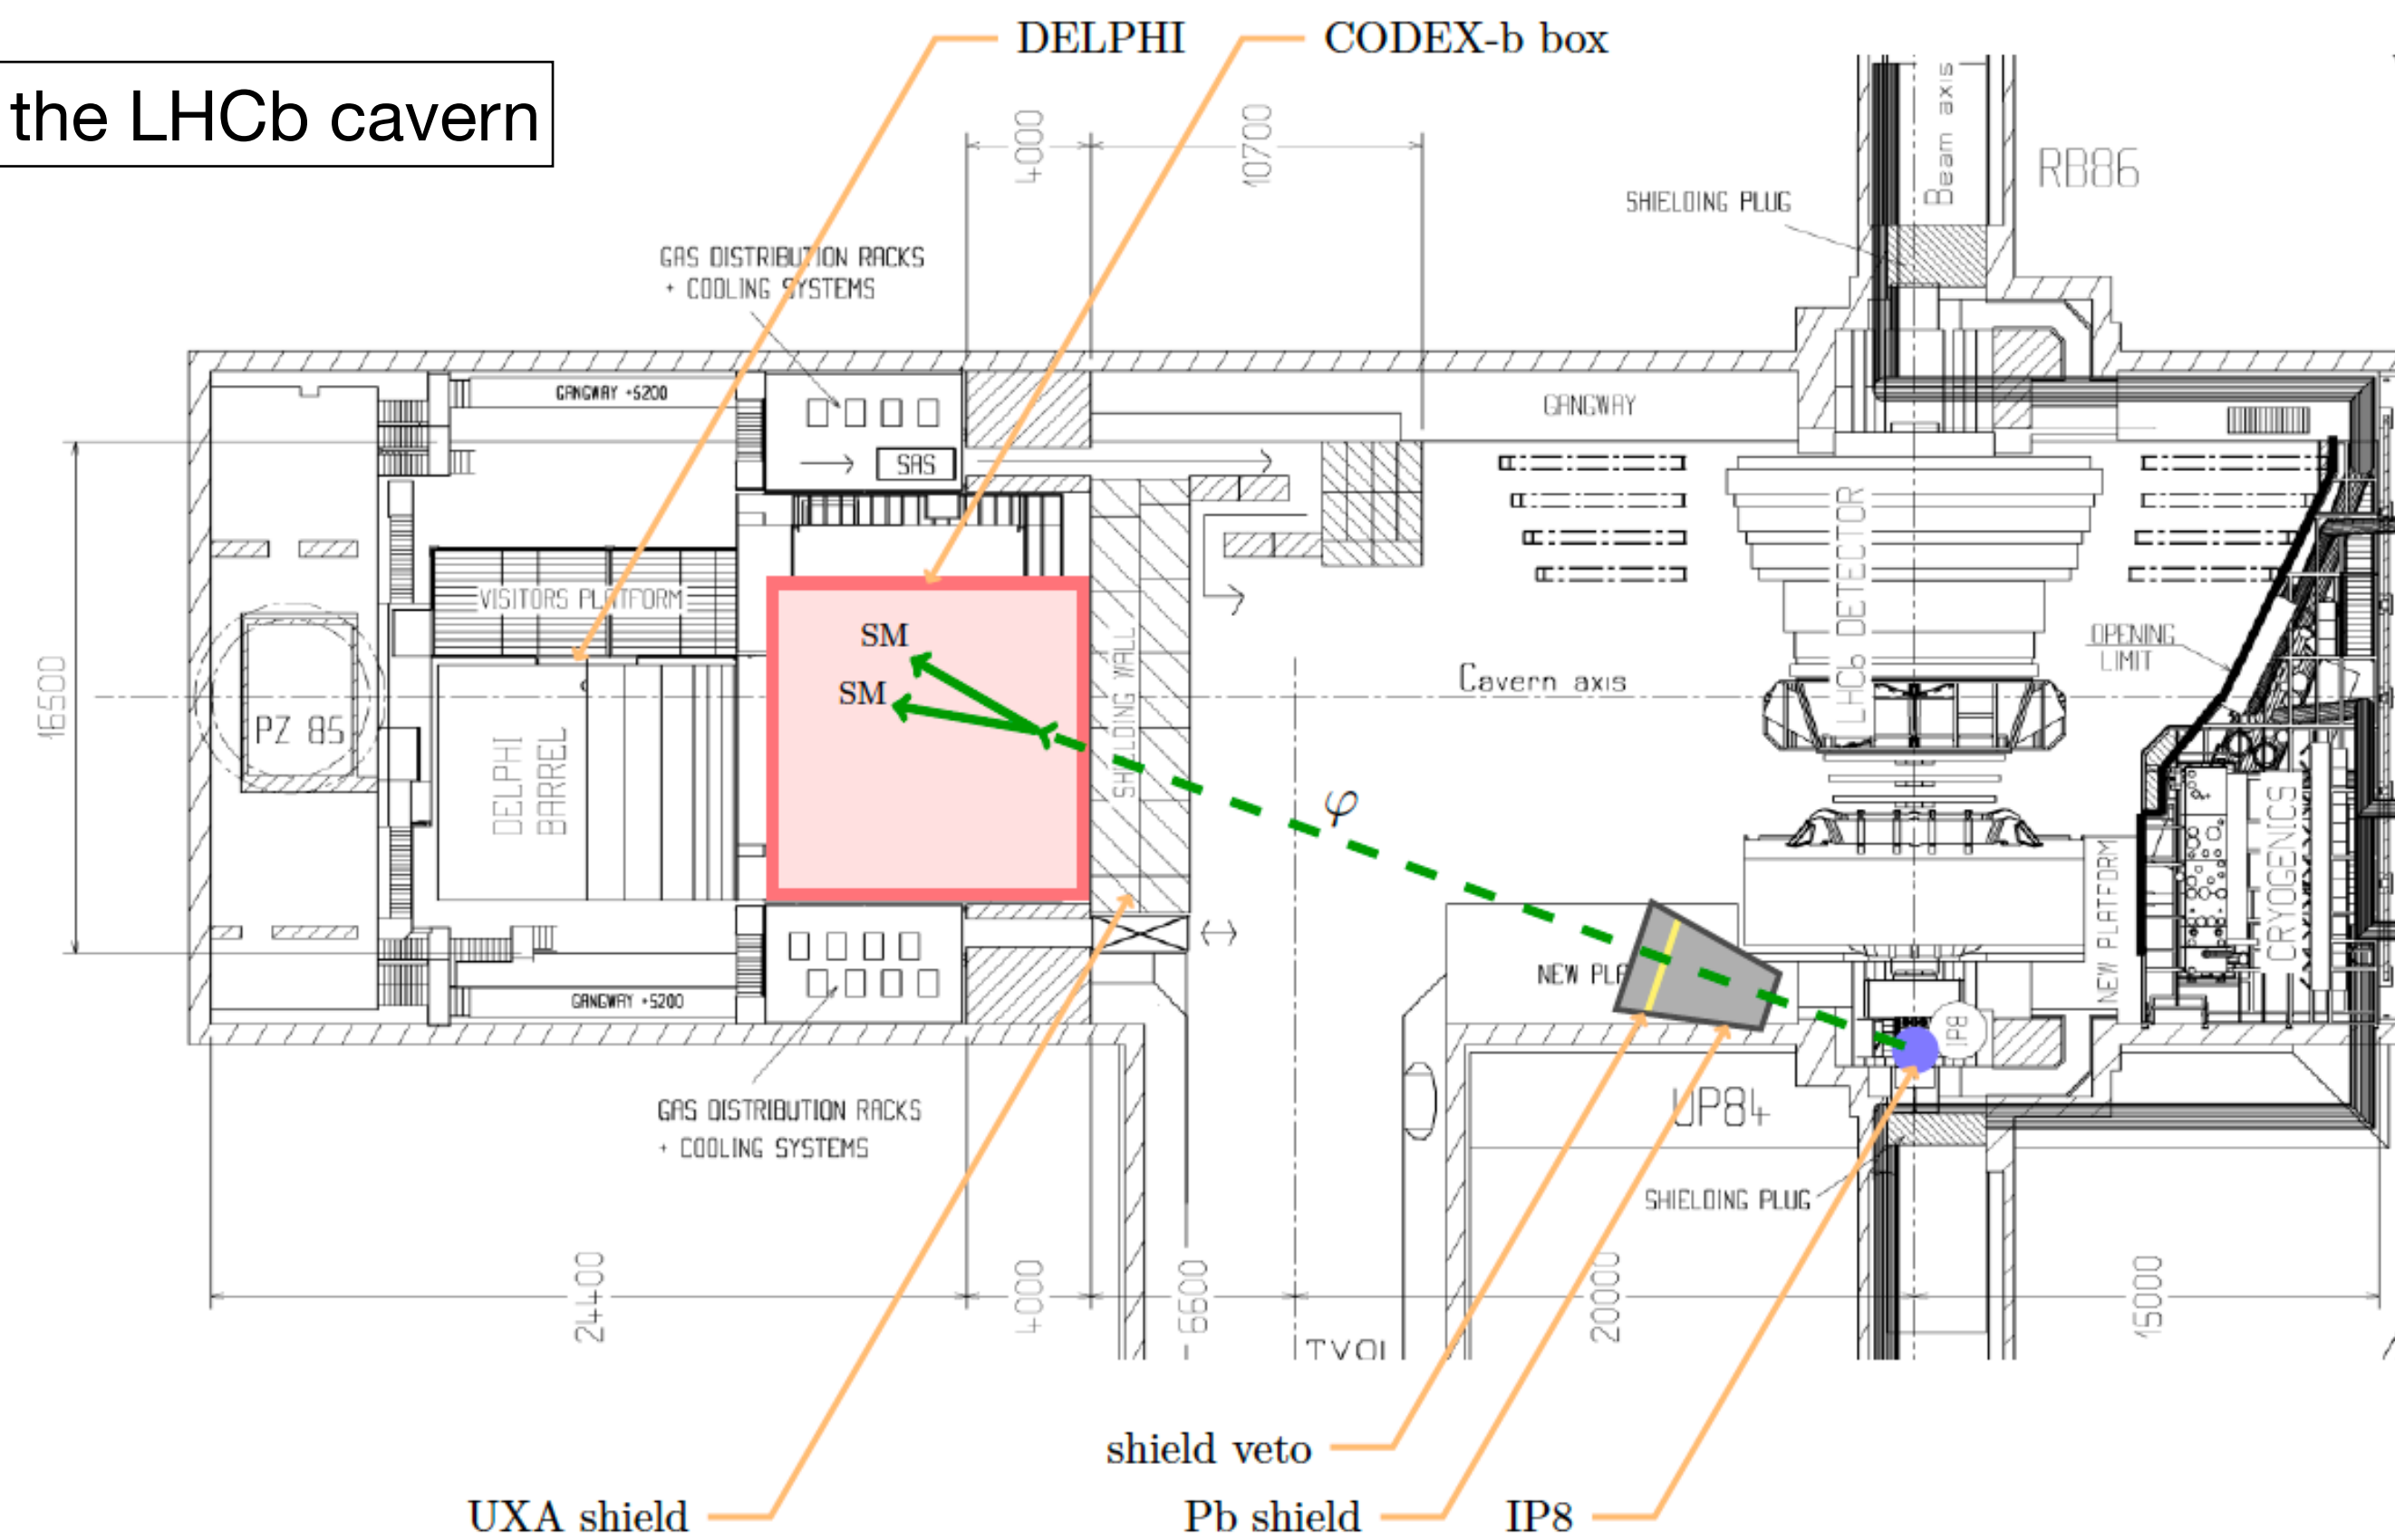 DELPHI
CODEX-b box
the LHCb cavern
4000
10700
Beam axis
RB86
SHIELDING PLUG
GAS DISTRIBUTION RACKS
+ COOLING SYSTEMS
GANGWAY +5200
GANGWAY
SAS
VISITORS PLATFORM
LHCb DETECTOR
OPENING
LIMIT
SM
SM
SHIELDING WALL
Cavern axis
16500
PZ 85
DELPHI
BARREL
φ
CRYOGENICS
NEW PLATFORM
NEW PLA
IP8
GANGWAY +5200
UP84
GAS DISTRIBUTION RACKS
+ COOLING SYSTEMS
SHIELDING PLUG
24400
4000
6600
20000
15000
shield veto
UXA shield
Pb shield
IP8